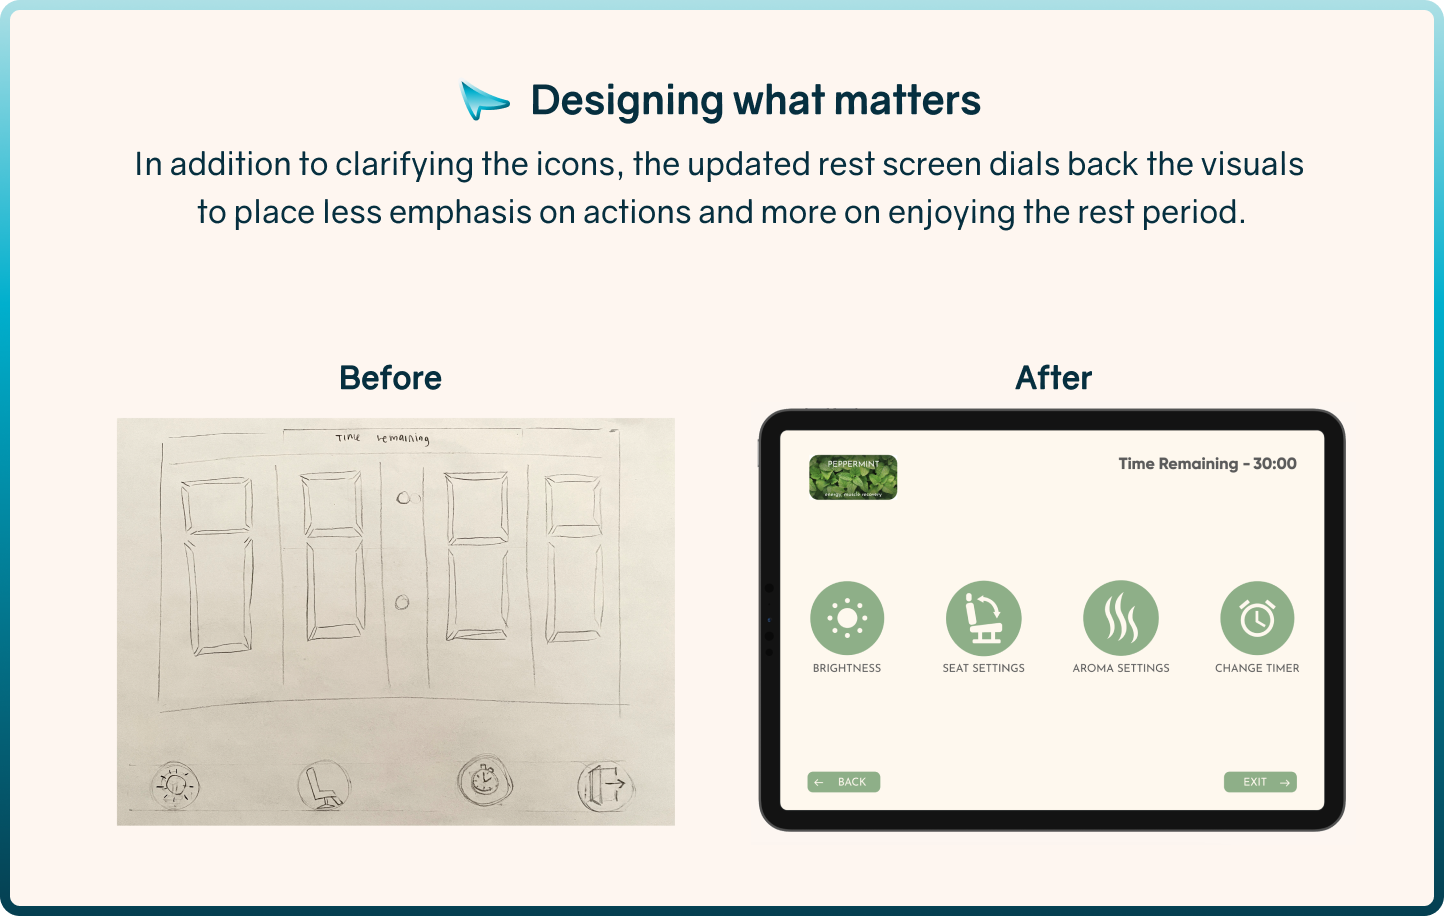 Designing what matters
In addition to clarifying the icons, the updated rest screen dials back the visuals
to place less emphasis on actions and more on enjoying the rest period.
Before
After
Time Remaining
PEPPERMINT
energy, muscle recovery
Time Remaining - 30:00
BRIGHTNESS
SEAT SETTINGS
AROMA SETTINGS
CHANGE TIMER
← BACK
EXIT →